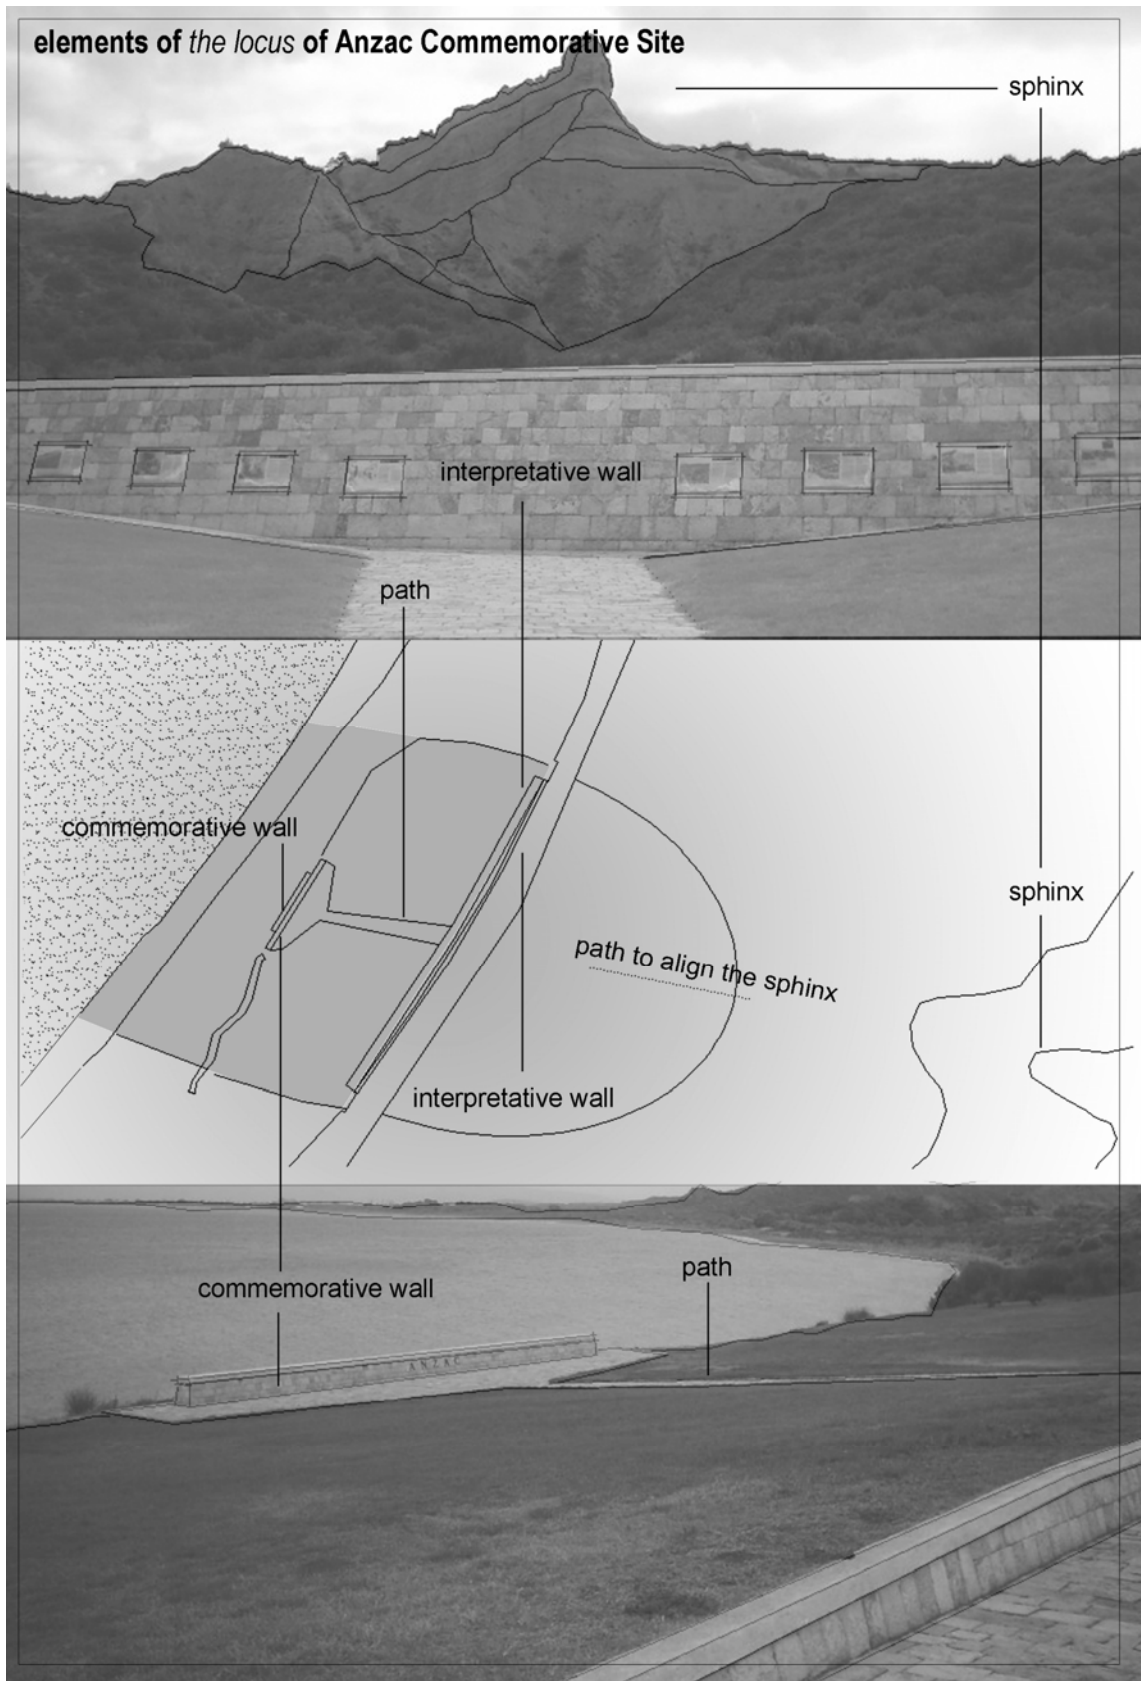 elements of the locus of Anzac Commemorative Site
sphinx
interpretative wall
path
commemorative wall
sphinx
path to align the sphinx
interpretative wall
path
commemorative wall
ANZAC